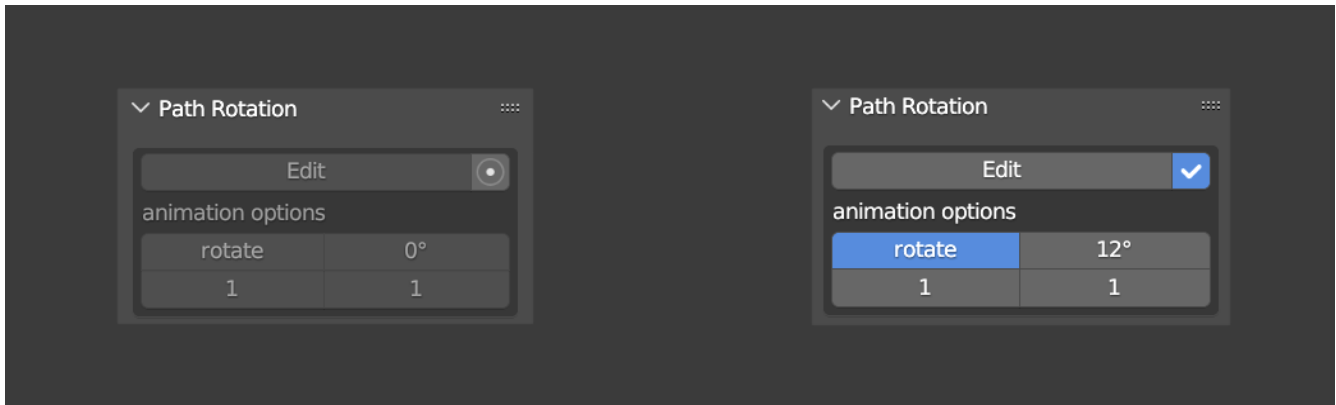 Path Rotation
Edit
animation options
rotate 0°
1 1
Path Rotation
Edit
animation options
rotate 12°
1 1